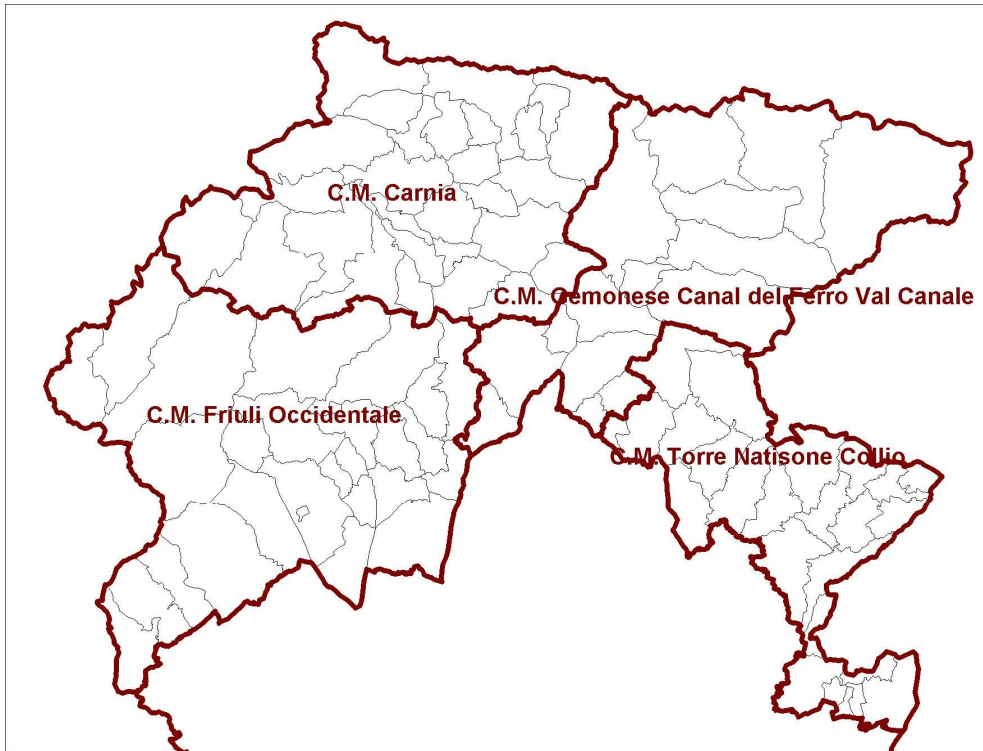 C.M. Carnia
C.M. Gemonese Canal del Ferro Val Canale
C.M. Friuli Occidentale
C.M. Torre Natisone Collio